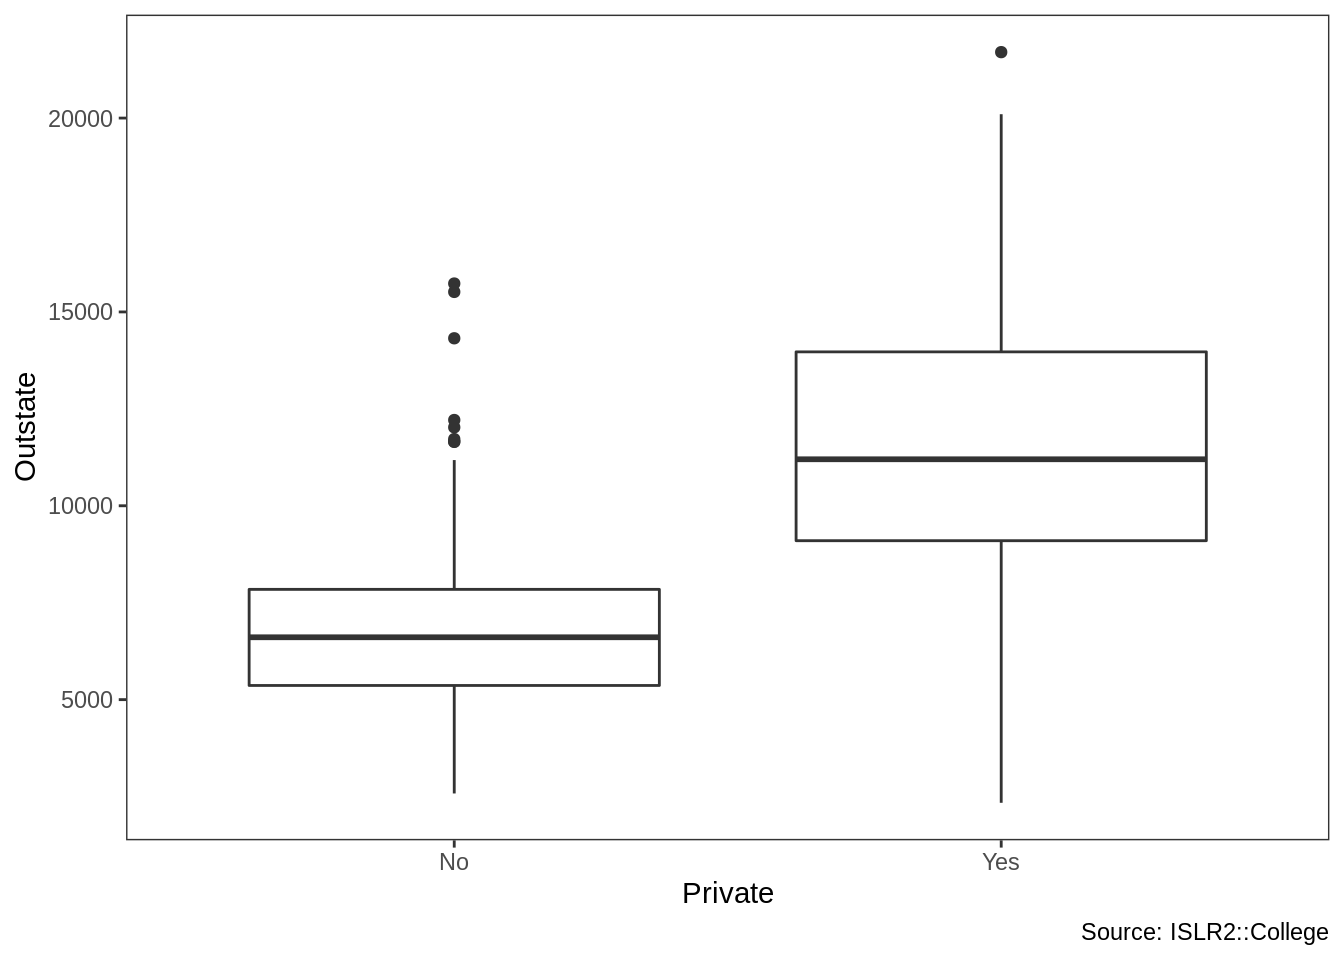 20000
15000
10000
5000
Outstate
No
Yes
Private
Source: ISLR2::College